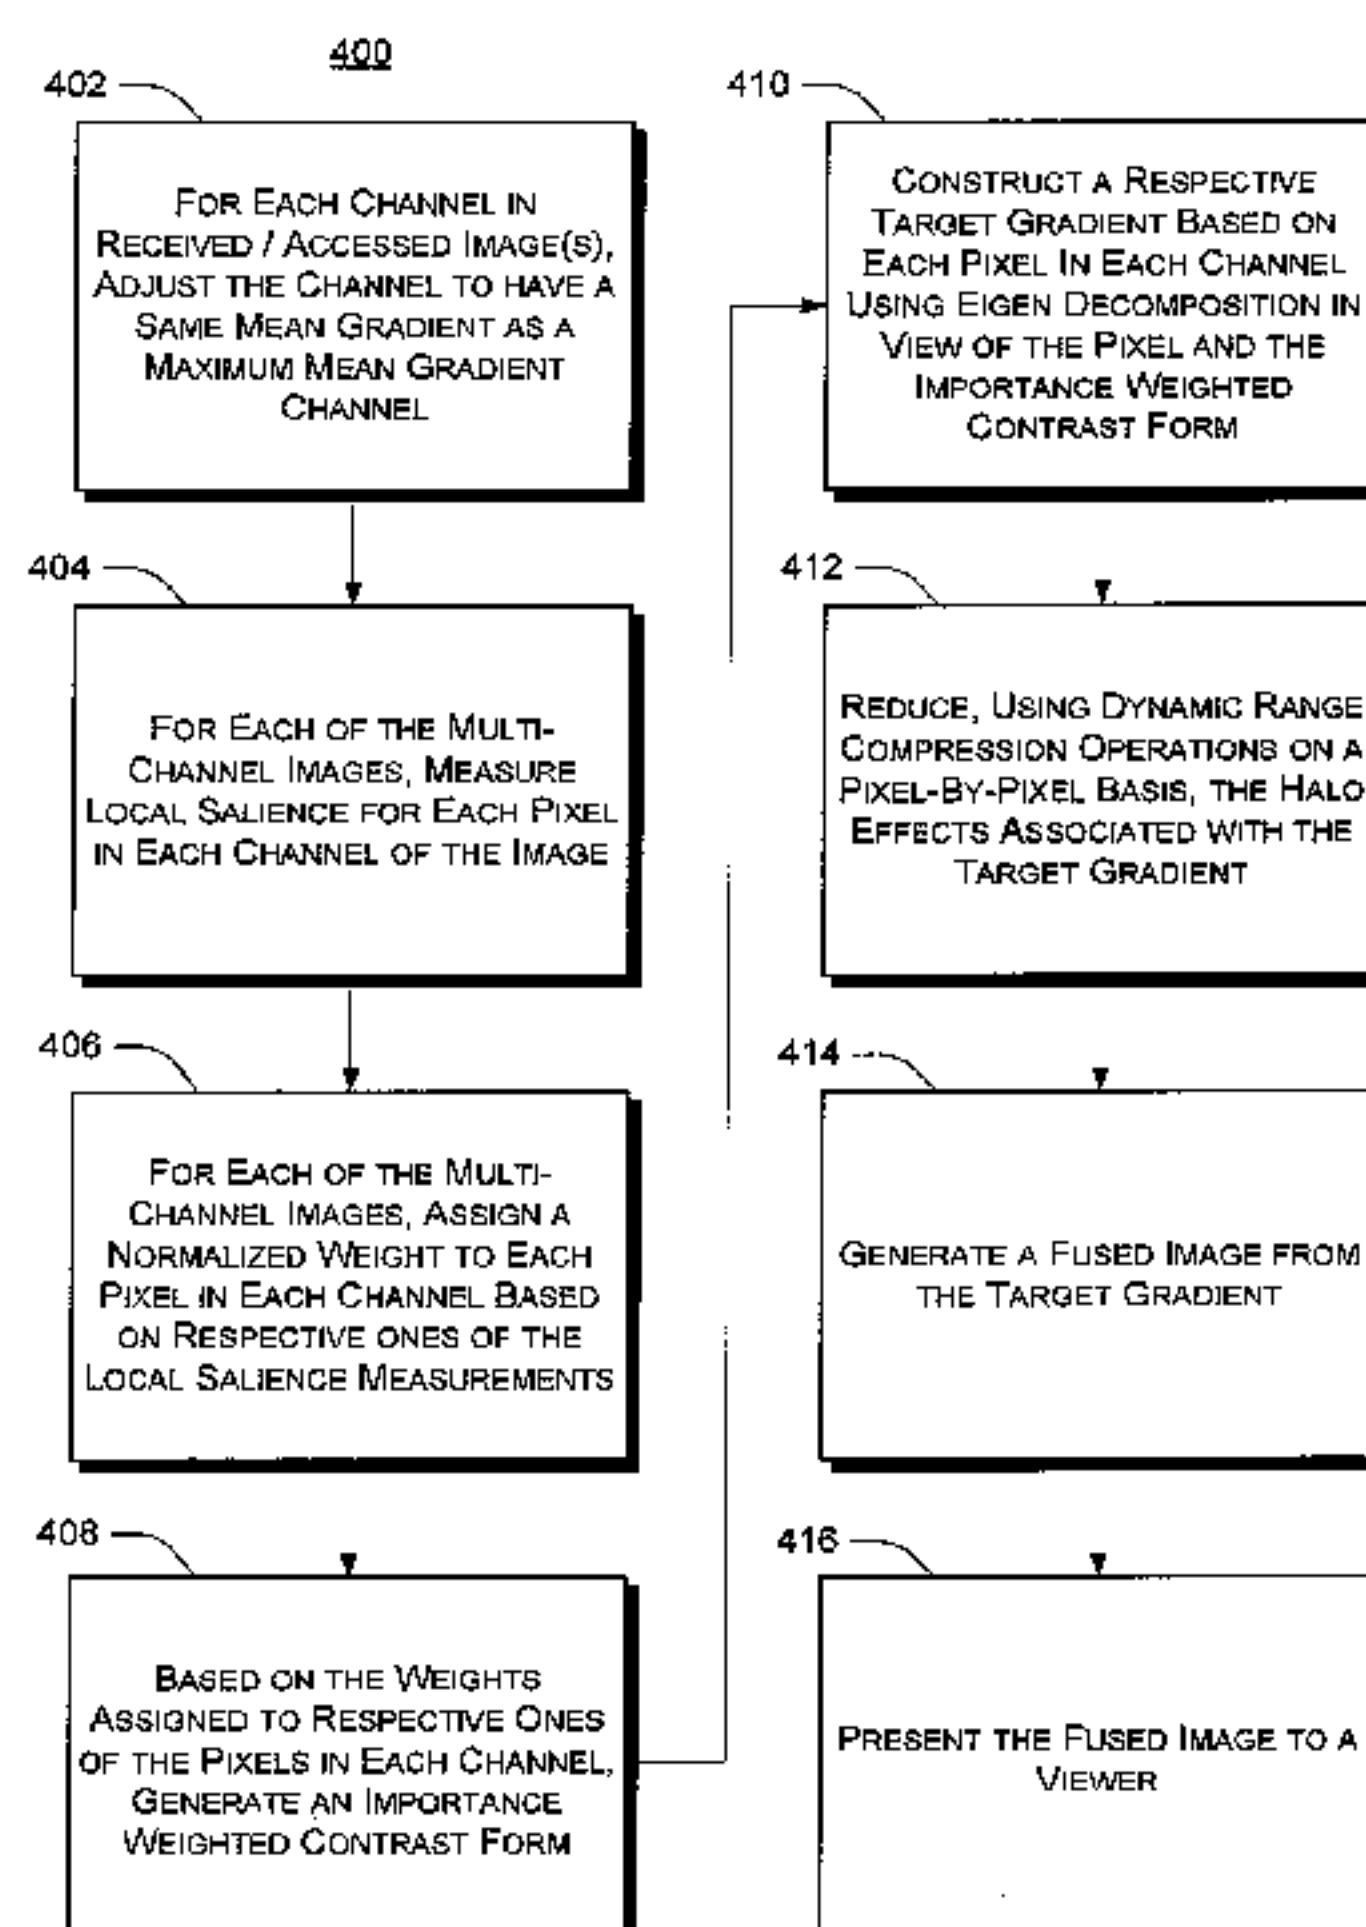 400
402
FOR EACH CHANNEL IN
RECEIVED / ACCESSED IMAGE(S),
ADJUST THE CHANNEL TO HAVE A
SAME MEAN GRADIENT AS A
MAXIMUM MEAN GRADIENT
CHANNEL
404
FOR EACH OF THE MULTI-
CHANNEL IMAGES, MEASURE
LOCAL SALIENCE FOR EACH PIXEL
IN EACH CHANNEL OF THE IMAGE
406
FOR EACH OF THE MULTI-
CHANNEL IMAGES, ASSIGN A
NORMALIZED WEIGHT TO EACH
PIXEL IN EACH CHANNEL BASED
ON RESPECTIVE ONES OF THE
LOCAL SALIENCE MEASUREMENTS
408
BASED ON THE WEIGHTS
ASSIGNED TO RESPECTIVE ONES
OF THE PIXELS IN EACH CHANNEL,
GENERATE AN IMPORTANCE
WEIGHTED CONTRAST FORM
410
CONSTRUCT A RESPECTIVE
TARGET GRADIENT BASED ON
EACH PIXEL IN EACH CHANNEL
USING EIGEN DECOMPOSITION IN
VIEW OF THE PIXEL AND THE
IMPORTANCE WEIGHTED
CONTRAST FORM
412
REDUCE, USING DYNAMIC RANGE
COMPRESSION OPERATIONS ON A
PIXEL-BY-PIXEL BASIS, THE HALO
EFFECTS ASSOCIATED WITH THE
TARGET GRADIENT
414
GENERATE A FUSED IMAGE FROM
THE TARGET GRADIENT
416
PRESENT THE FUSED IMAGE TO A
VIEWER